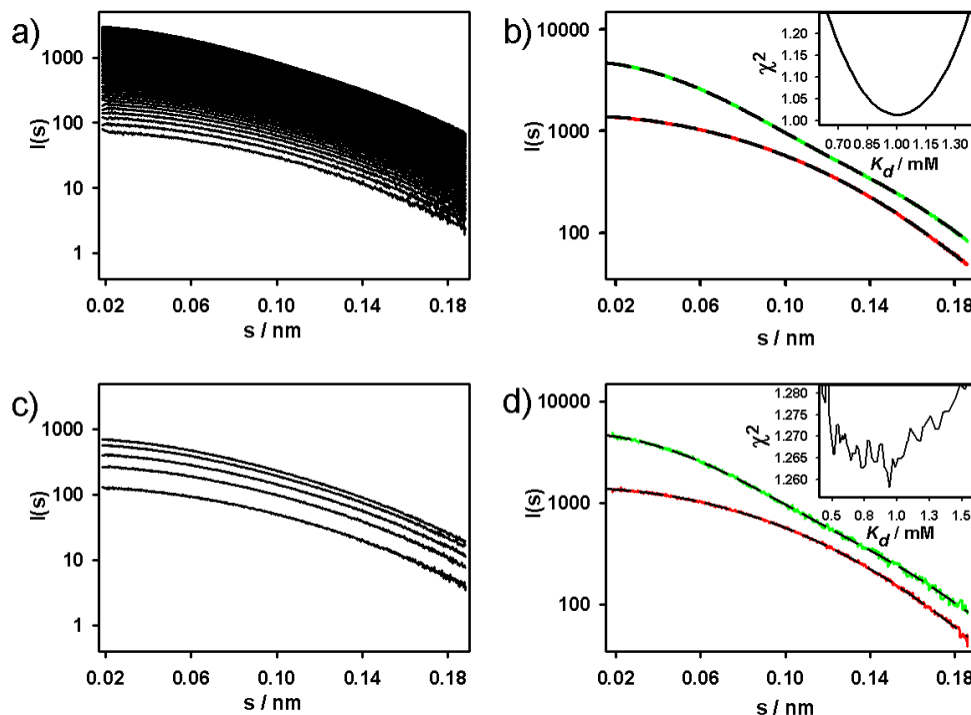 a)
1000
100
10
1
I(s)
0.02 0.06 0.10 0.14 0.18
s / nm
b)
10000
1000
100
I(s)
0.02 0.06 0.10 0.14 0.18
s / nm
1.20
1.15
1.10
1.05
1.00
χ2
0.70 0.85 1.00 1.15 1.30
Kd / mM
c)
1000
100
10
1
I(s)
0.02 0.06 0.10 0.14 0.18
s / nm
d)
10000
1000
100
I(s)
0.02 0.06 0.10 0.14 0.18
s / nm
1.280
1.275
1.270
1.265
1.260
χ2
0.5 0.8 1.0 1.3 1.5
Kd / mM